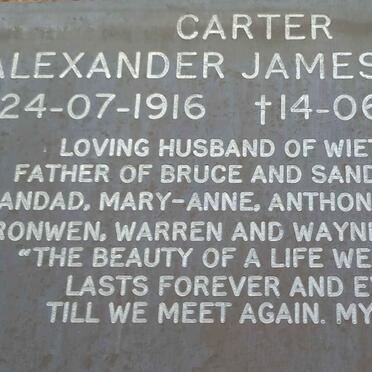 CARTER
ALEXANDER JAMES
24-07-1916 †14-06
LOVING HUSBAND OF WIET
FATHER OF BRUCE AND SAND
ANDAD, MARY-ANNE, ANTHON
RONWEN, WARREN AND WAYNE
"THE BEAUTY OF A LIFE WE
LASTS FOREVER AND E
TILL WE MEET AGAIN. MY